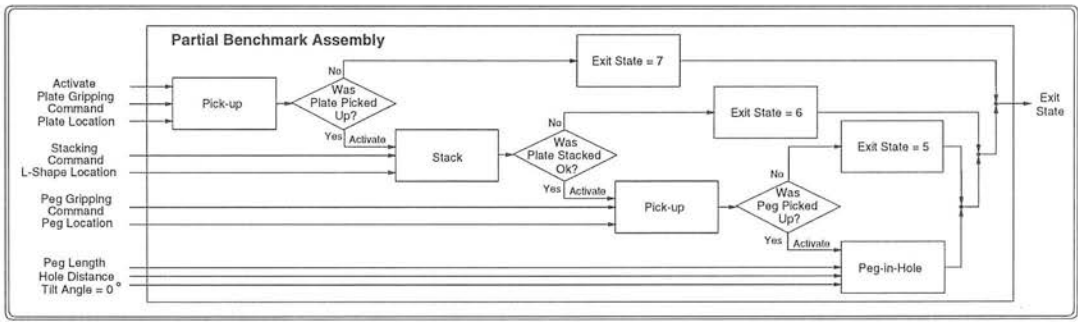 Partial Benchmark Assembly
Activate
Plate Gripping
Command
Plate Location
Pick-up
No
Was
Plate Picked
Up?
Yes
Activate
Exit State = 7
Stacking
Command
L-Shape Location
Stack
No
Was
Plate Stacked
Ok?
Yes
Activate
Exit State = 6
Peg Gripping
Command
Peg Location
Pick-up
No
Was
Peg Picked
Up?
Yes
Activate
Exit State = 5
Peg Length
Hole Distance
Tilt Angle = 0°
Peg-in-Hole
Exit
State